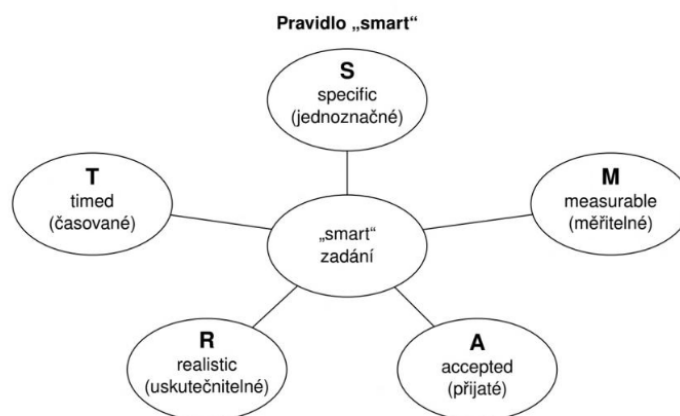 Pravidlo „smart“
S
specific
(jednoznačné)
T
timed
(časované)
M
measurable
(měřitelné)
„smart“
zadání
R
realistic
(uskutečnitelné)
A
accepted
(přijaté)